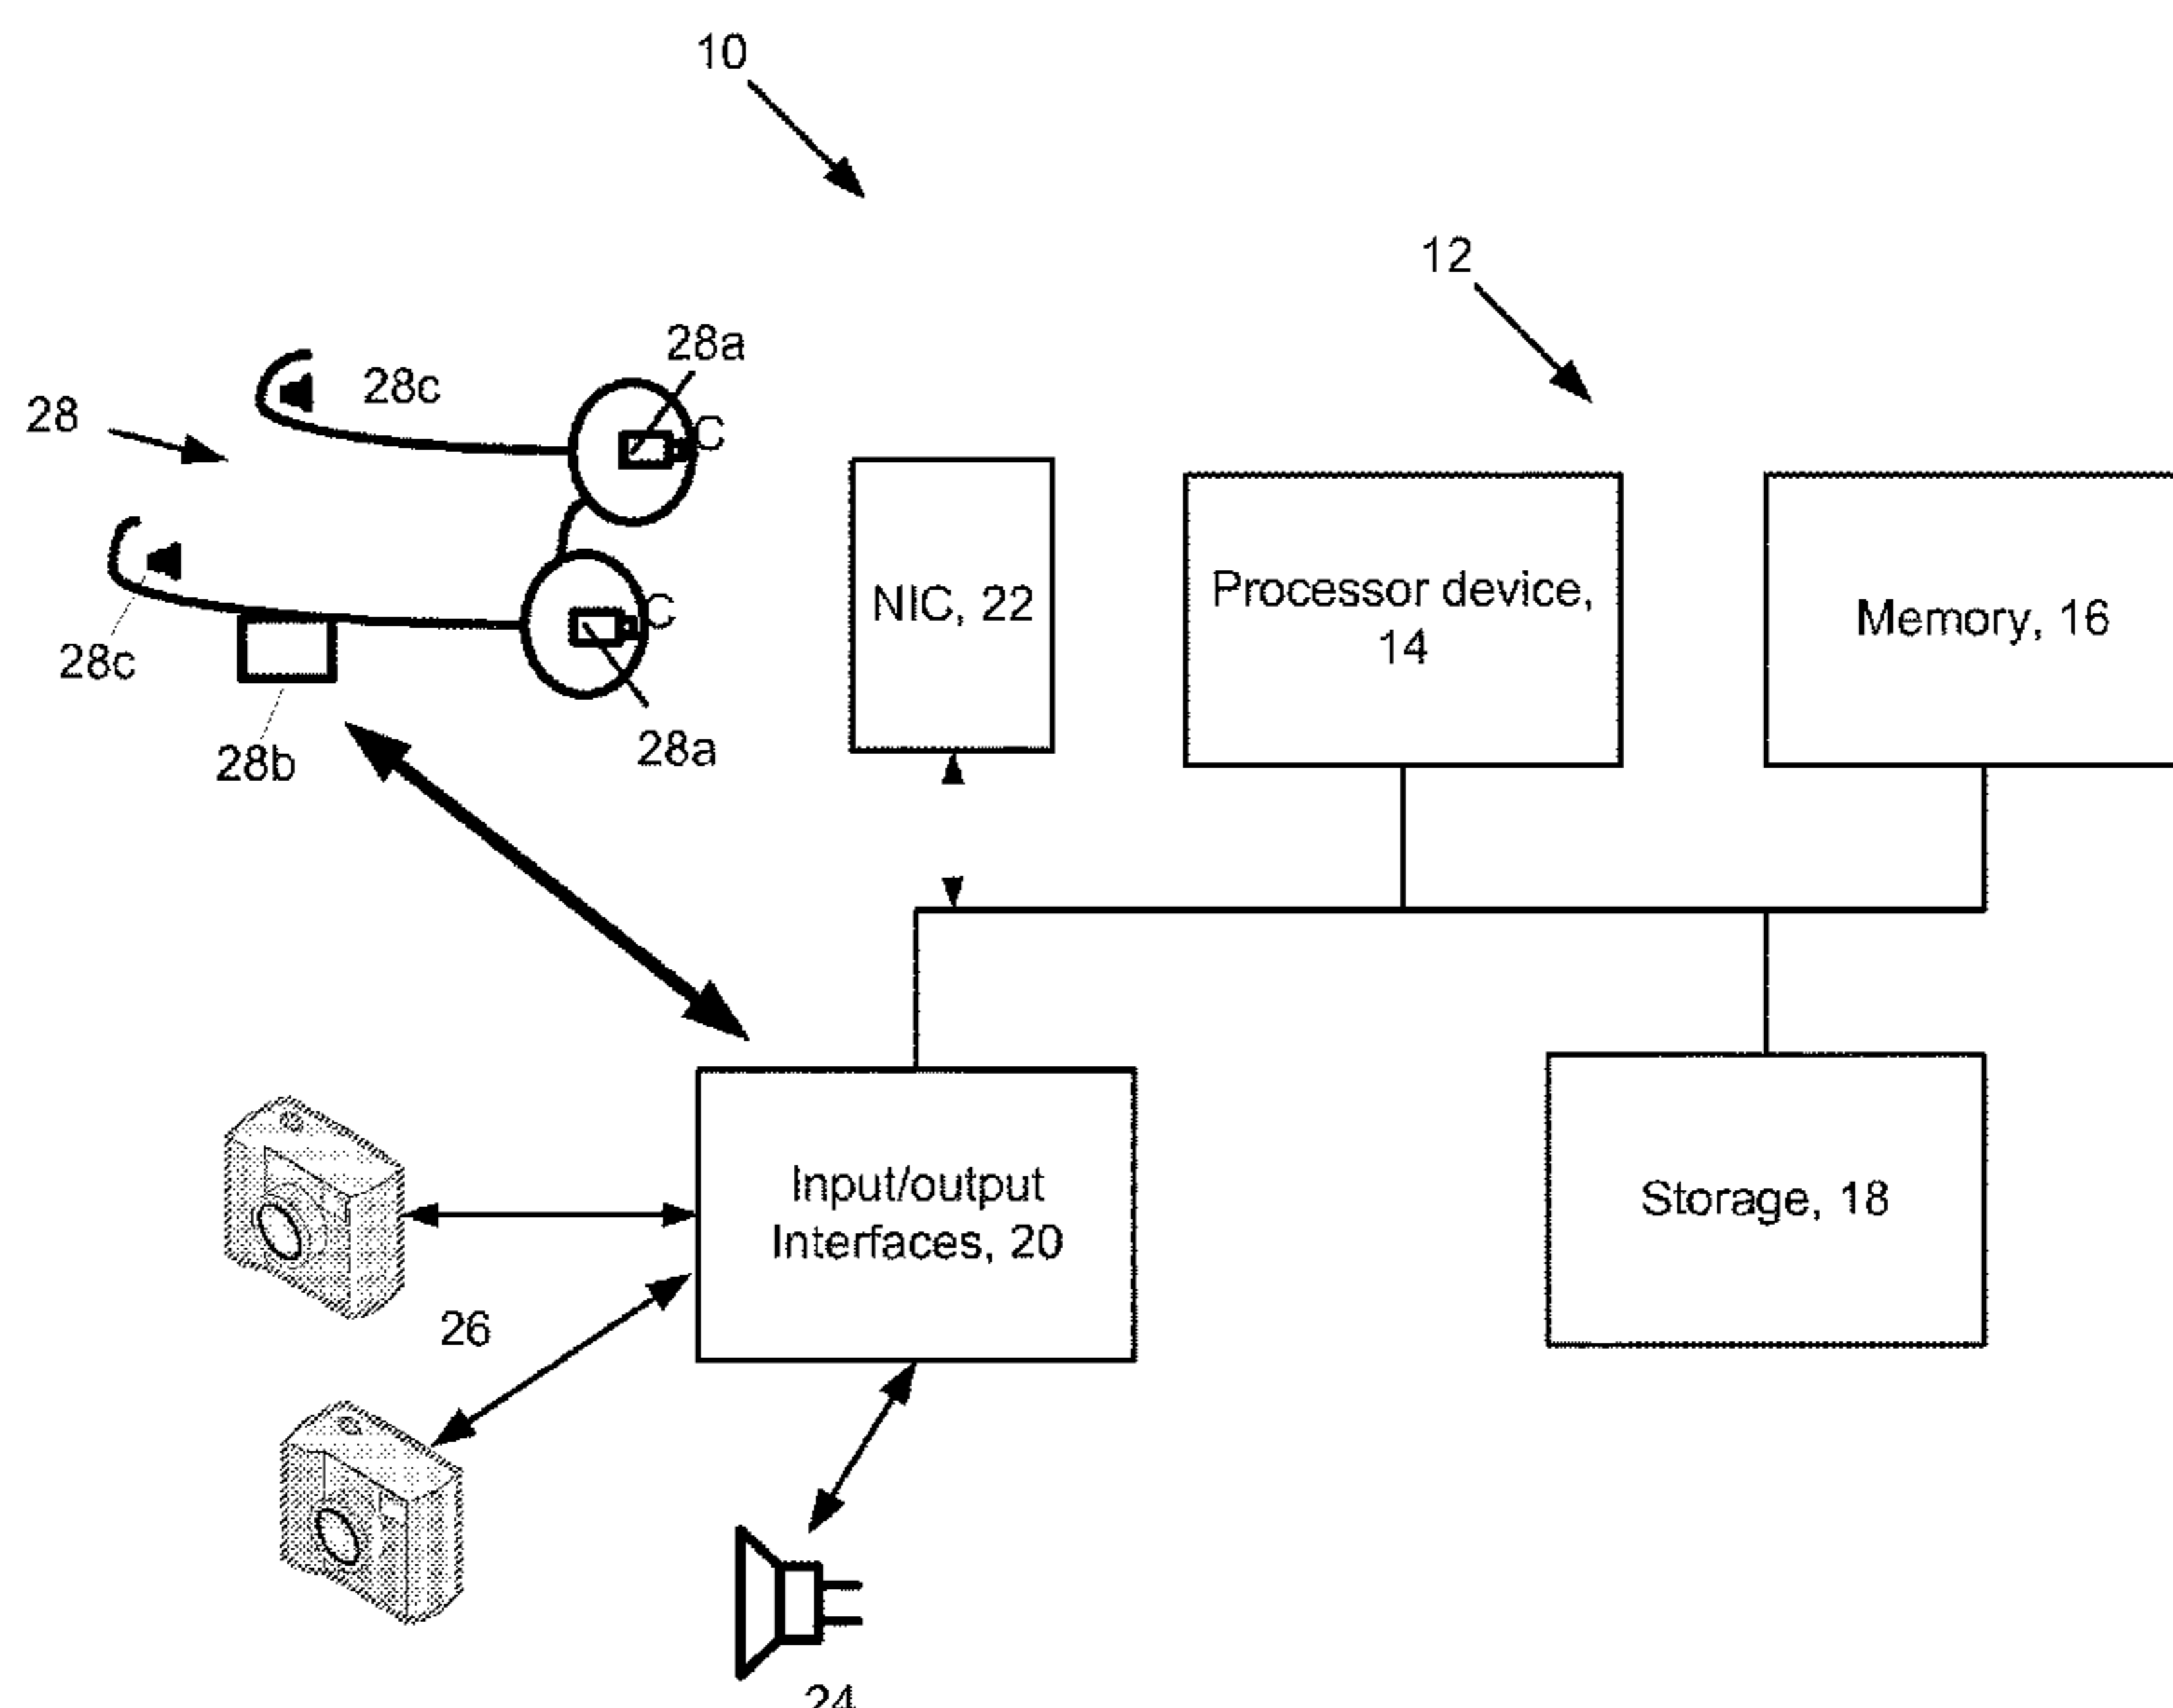 10
12
28a
28c
28
C
NIC, 22
Processor device,
14
Memory, 16
C
28c
28b
28a
Input/output
Interfaces, 20
Storage, 18
26
24